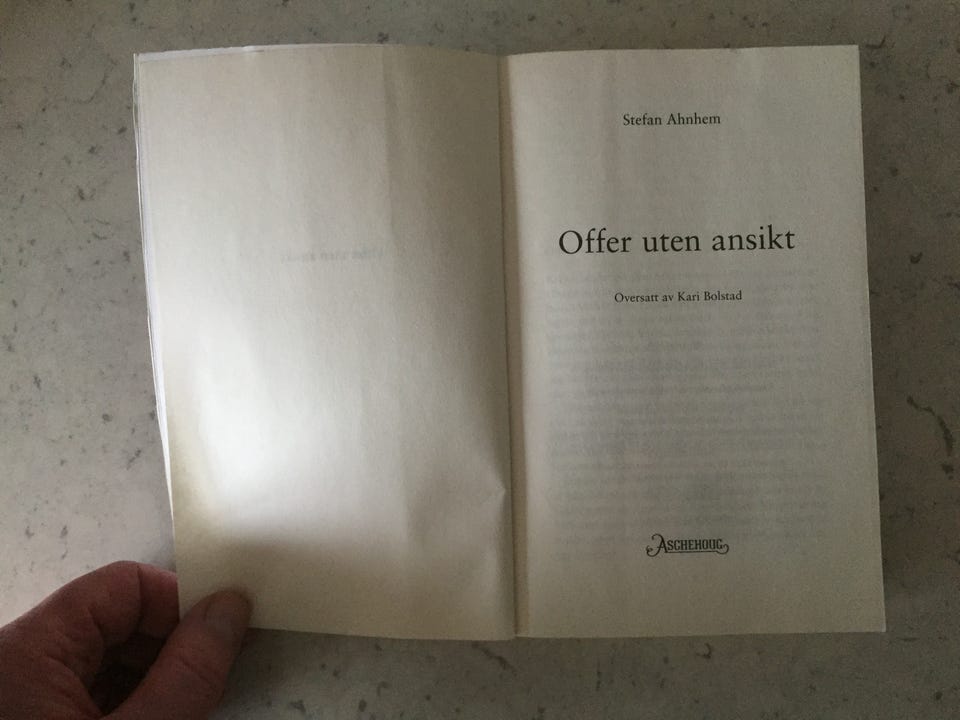 Stefan Ahnhem
Offer uten ansikt
Oversatt av Kari Bolstad
ASCHEHOUG